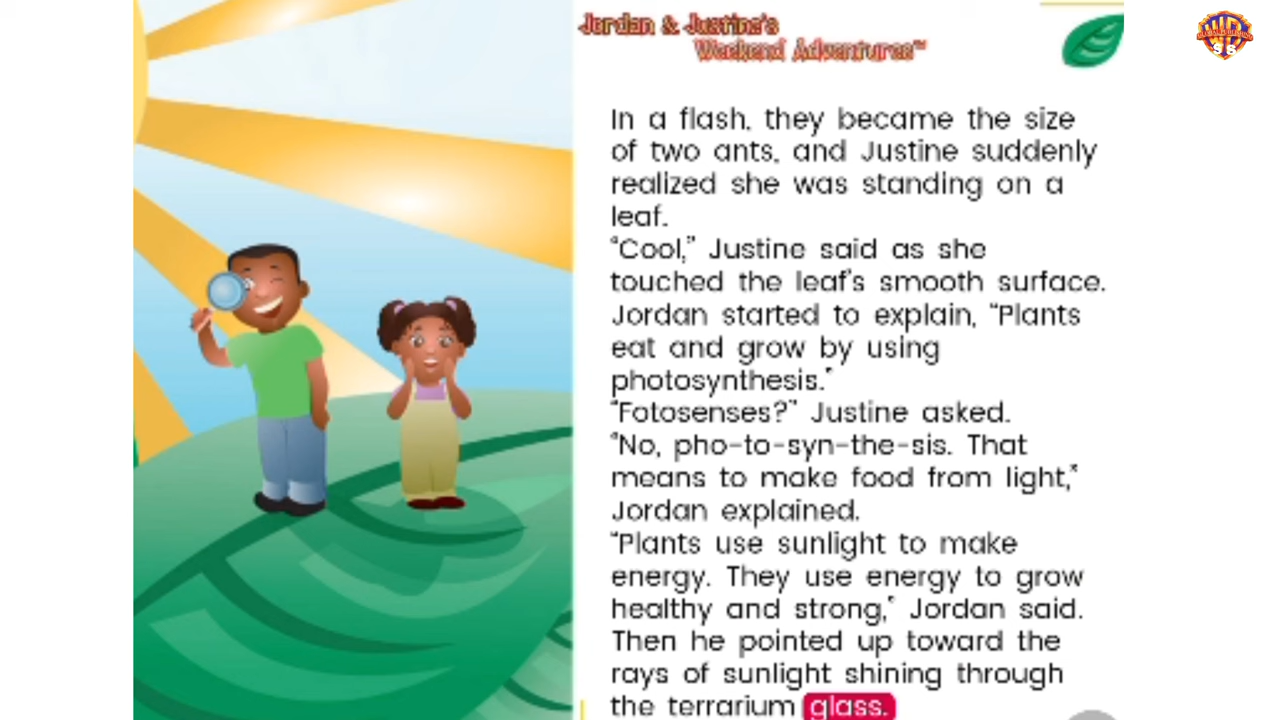 Jordan & Justine's
Weekend Adventures™
In a flash, they became the size
of two ants, and Justine suddenly
realized she was standing on a
leaf.
"Cool," Justine said as she
touched the leaf's smooth surface.
Jordan started to explain, "Plants
eat and grow by using
photosynthesis."
"Fotosenses?" Justine asked.
"No, pho-to-syn-the-sis. That
means to make food from light,"
Jordan explained.
"Plants use sunlight to make
energy. They use energy to grow
healthy and strong," Jordan said.
Then he pointed up toward the
rays of sunlight shining through
the terrarium glass.